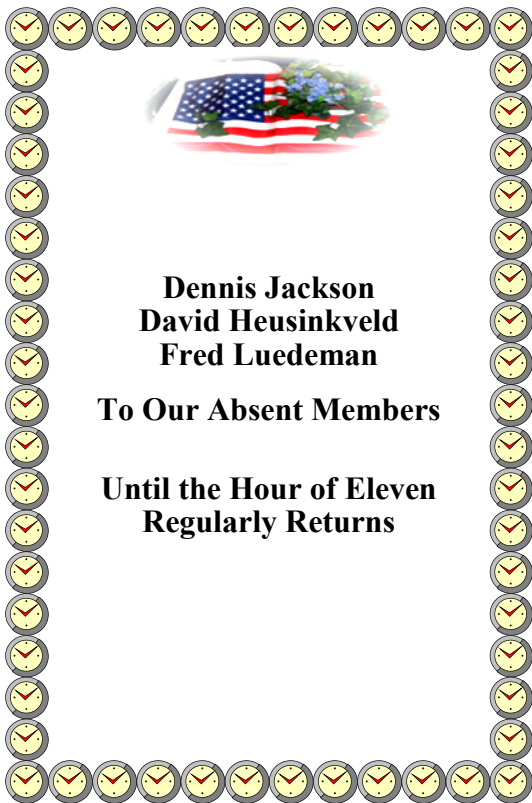 Dennis Jackson
David Heusinkveld
Fred Luedeman
To Our Absent Members
Until the Hour of Eleven
Regularly Returns